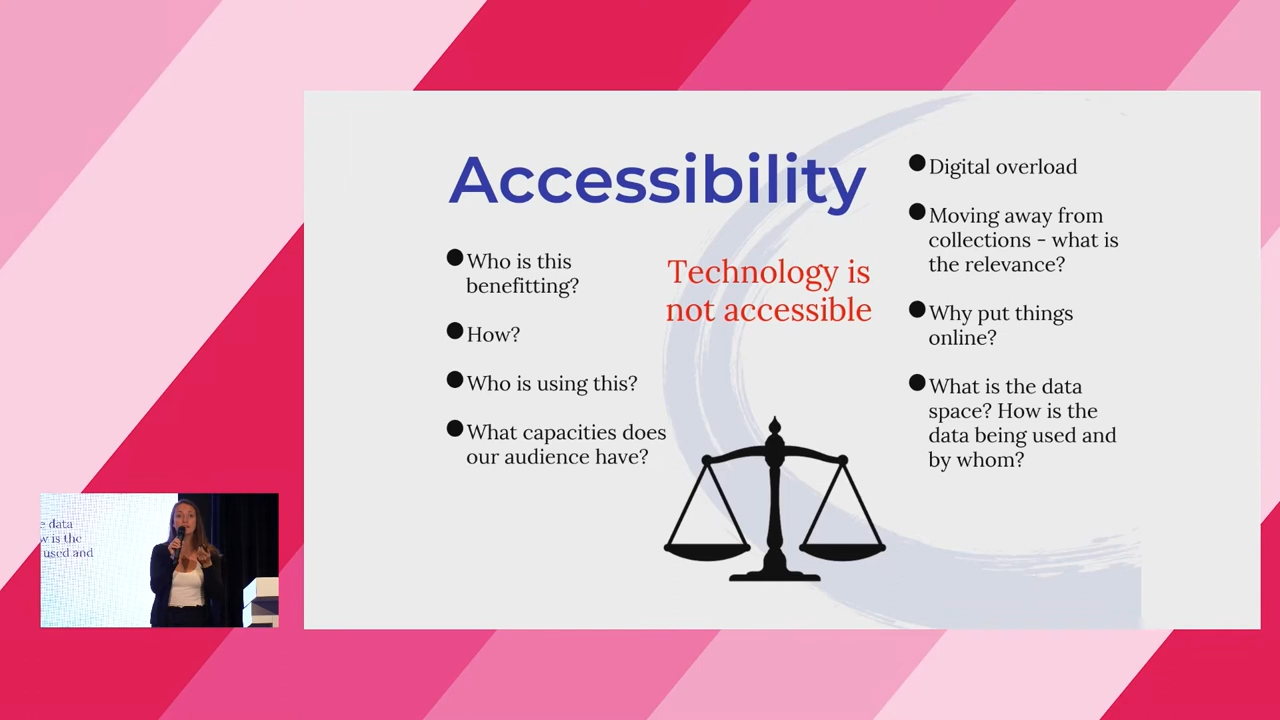 Accessibility
Who is this
benefitting?
How?
Who is using this?
What capacities does
our audience have?
Technology is
not accessible
Digital overload
Moving away from
collections - what is
the relevance?
Why put things
online?
What is the data
space? How is the
data being used and
by whom?
e data
w is the
used and